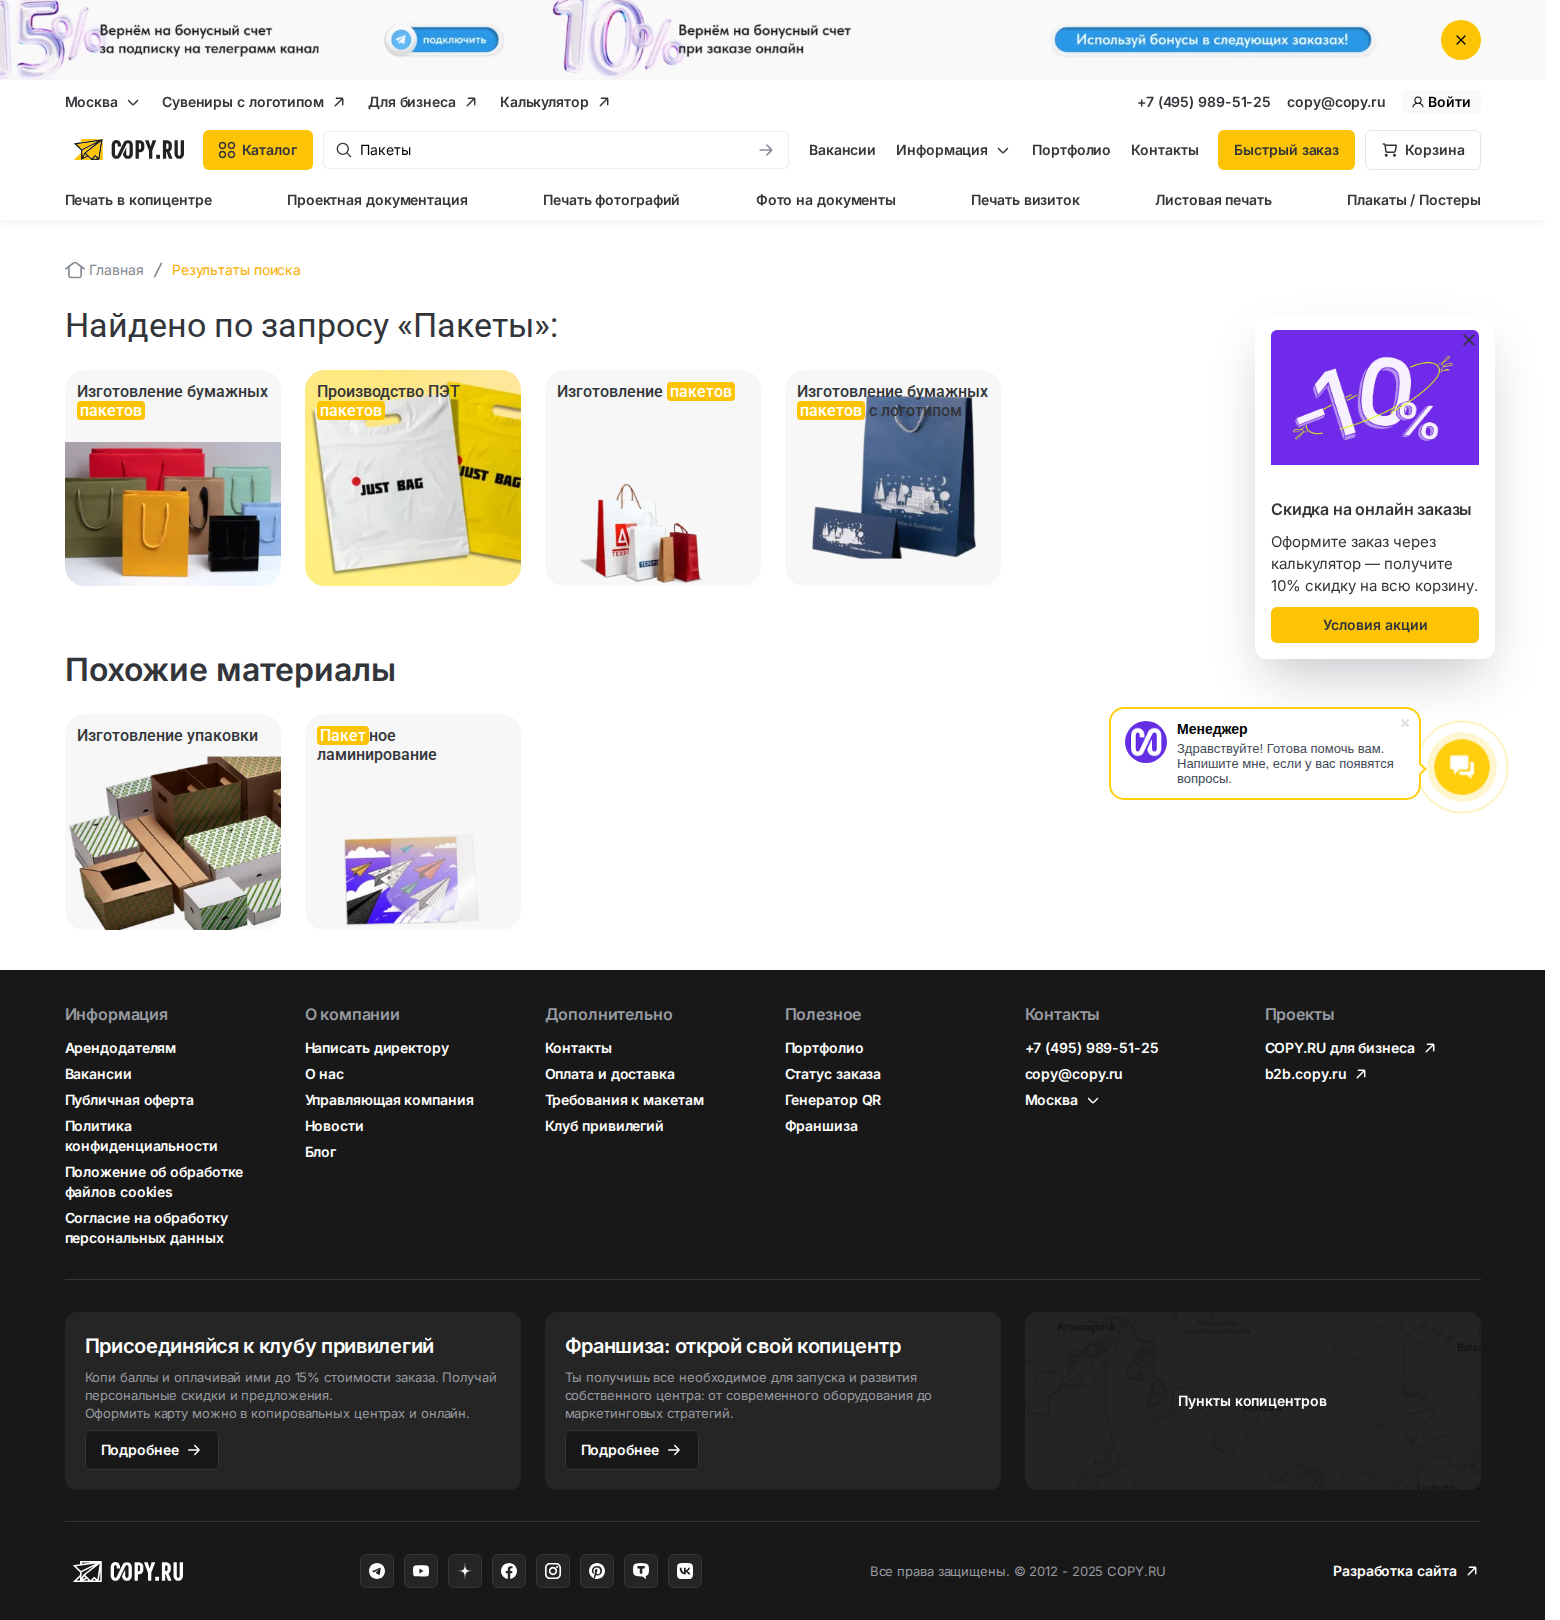 15%
Вернём на бонусный счет
за подписку на телеграмм канал
подключить
10%
Вернём на бонусный счет
при заказе онлайн
Используй бонусы в следующих заказах!
Москва
Сувениры с логотипом
Для бизнеса
Калькулятор
+7 (495) 989-51-25
copy@copy.ru
Войти
COPY.RU
Каталог
Пакеты
Вакансии
Информация
Портфолио
Контакты
Быстрый заказ
Корзина
Печать в копицентре
Проектная документация
Печать фотографий
Фото на документы
Печать визиток
Листовая печать
Плакаты / Постеры
Главная / Результаты поиска
Найдено по запросу «Пакеты»:
Изготовление бумажных
пакетов
Производство ПЭТ
пакетов
JUST BAG
JUST BAG
Изготовление пакетов
Изготовление бумажных
пакетов с логотипом
-10%
Скидка на онлайн заказы
Оформите заказ через
калькулятор — получите
10% скидку на всю корзину.
Условия акции
Похожие материалы
Изготовление упаковки
Пакетное
ламинирование
Менеджер
Здравствуйте! Готова помочь вам.
Напишите мне, если у вас появятся
вопросы.
Информация
Арендодателям
Вакансии
Публичная оферта
Политика
конфиденциальности
Положение об обработке
файлов cookies
Согласие на обработку
персональных данных
О компании
Написать директору
О нас
Управляющая компания
Новости
Блог
Дополнительно
Контакты
Оплата и доставка
Требования к макетам
Клуб привилегий
Полезное
Портфолио
Статус заказа
Генератор QR
Франшиза
Контакты
+7 (495) 989-51-25
copy@copy.ru
Москва
Проекты
COPY.RU для бизнеса
b2b.copy.ru
Присоединяйся к клубу привилегий
Копи баллы и оплачивай ими до 15% стоимости заказа. Получай
персональные скидки и предложения.
Оформить карту можно в копировальных центрах и онлайн.
Подробнее
Франшиза: открой свой копицентр
Ты получишь все необходимое для запуска и развития
собственного центра: от современного оборудования до
маркетинговых стратегий.
Подробнее
Krasnogorsk
Пункты копицентров
COPY.RU
Все права защищены. © 2012 - 2025 COPY.RU
Разработка сайта